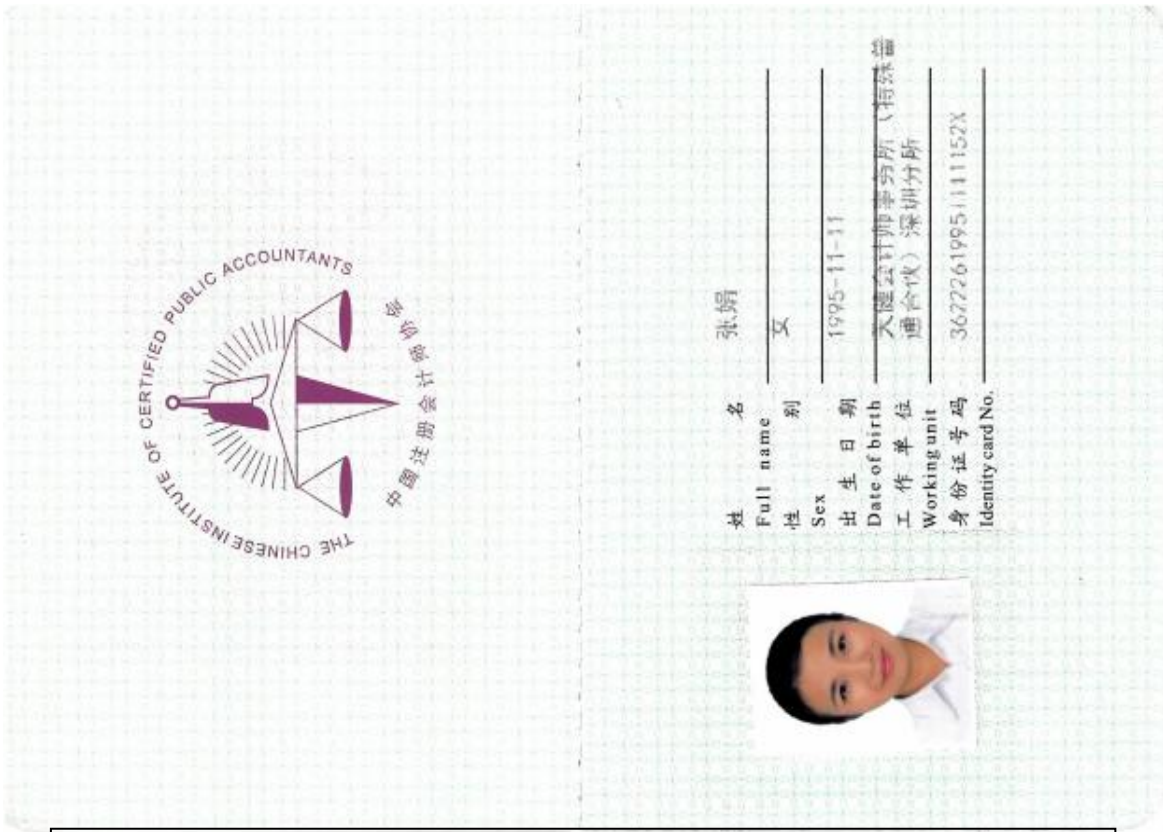 THE CHINESE INSTITUTE OF CERTIFIED PUBLIC ACCOUNTANTS
中国注册会计师协会
姓 名 张娟
Full name
性 别 女
Sex
出 生 日 期 1995-11-11
Date of birth
工 作 单 位 天健会计师事务所（特殊普
通合伙）深圳分所
Working unit
身 份 证 号 码 36222619951111152X
Identity card No.